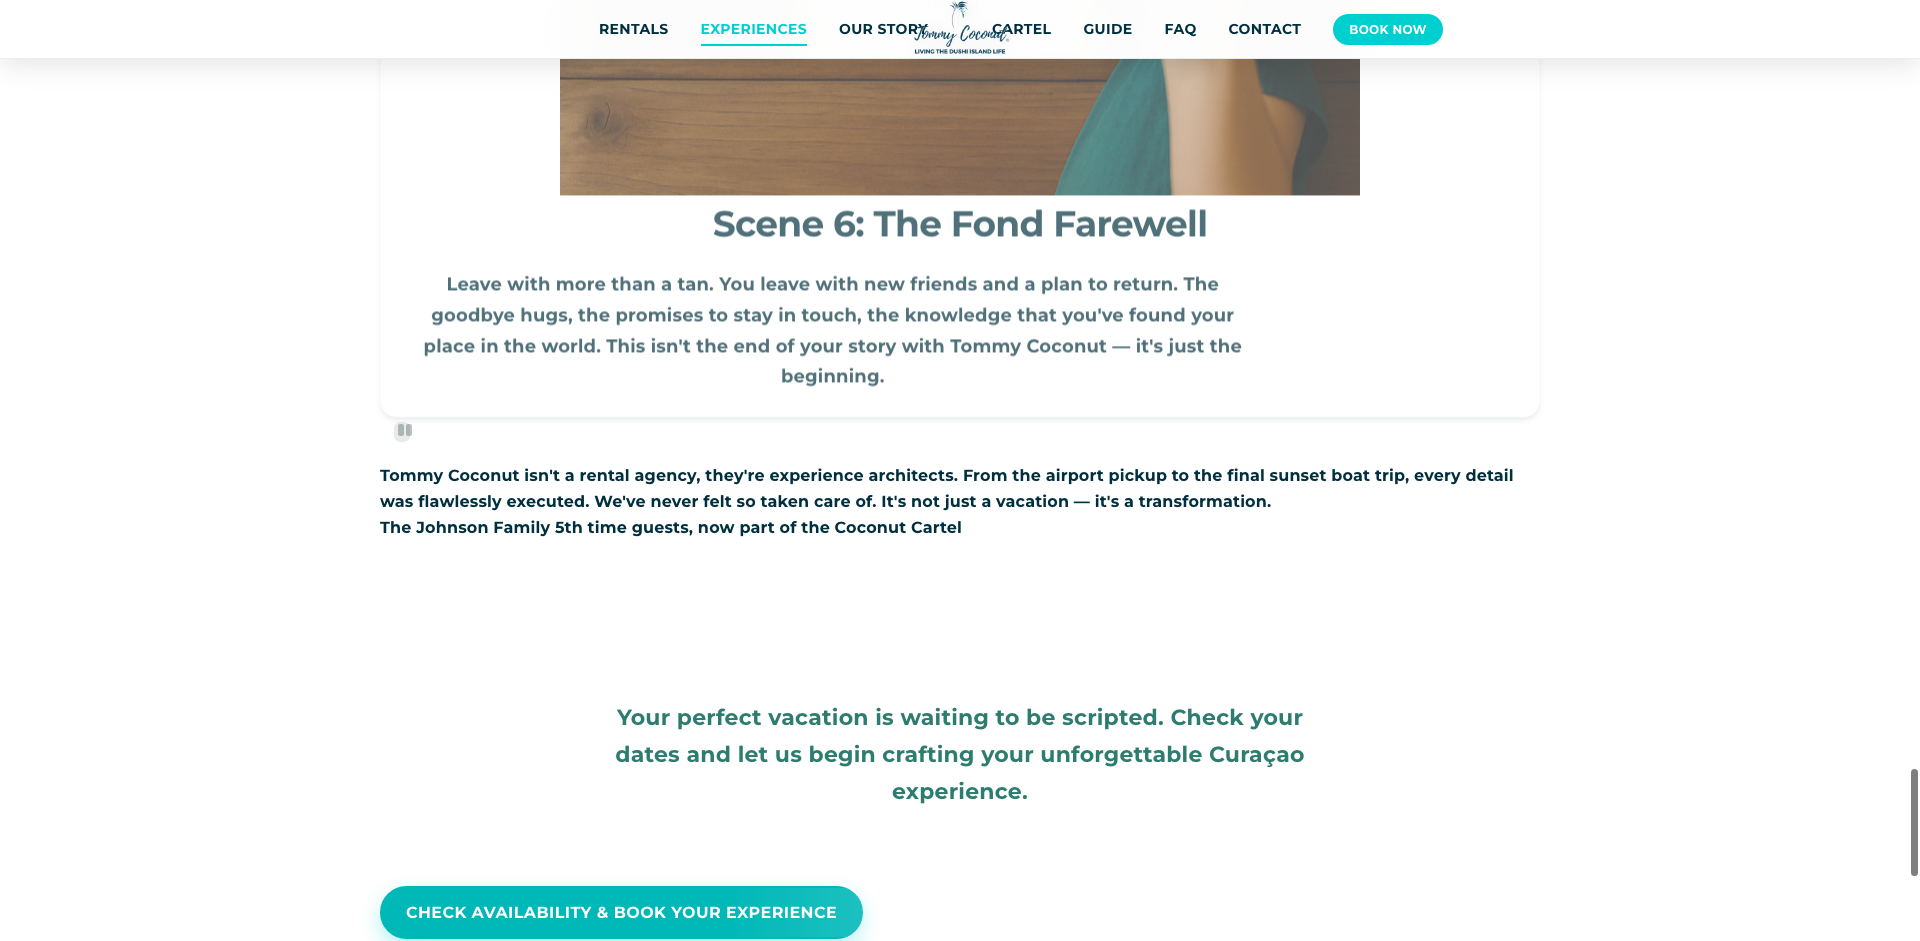 RENTALS
EXPERIENCES
OUR STORY
Tommy Coconut
LIVING THE DUSHI ISLAND LIFE
CARTEL
GUIDE
FAQ
CONTACT
BOOK NOW
Scene 6: The Fond Farewell
Leave with more than a tan. You leave with new friends and a plan to return. The
goodbye hugs, the promises to stay in touch, the knowledge that you've found your
place in the world. This isn't the end of your story with Tommy Coconut — it's just the
beginning.
Tommy Coconut isn't a rental agency, they're experience architects. From the airport pickup to the final sunset boat trip, every detail
was flawlessly executed. We've never felt so taken care of. It's not just a vacation — it's a transformation.
The Johnson Family 5th time guests, now part of the Coconut Cartel
Your perfect vacation is waiting to be scripted. Check your
dates and let us begin crafting your unforgettable Curaçao
experience.
CHECK AVAILABILITY & BOOK YOUR EXPERIENCE